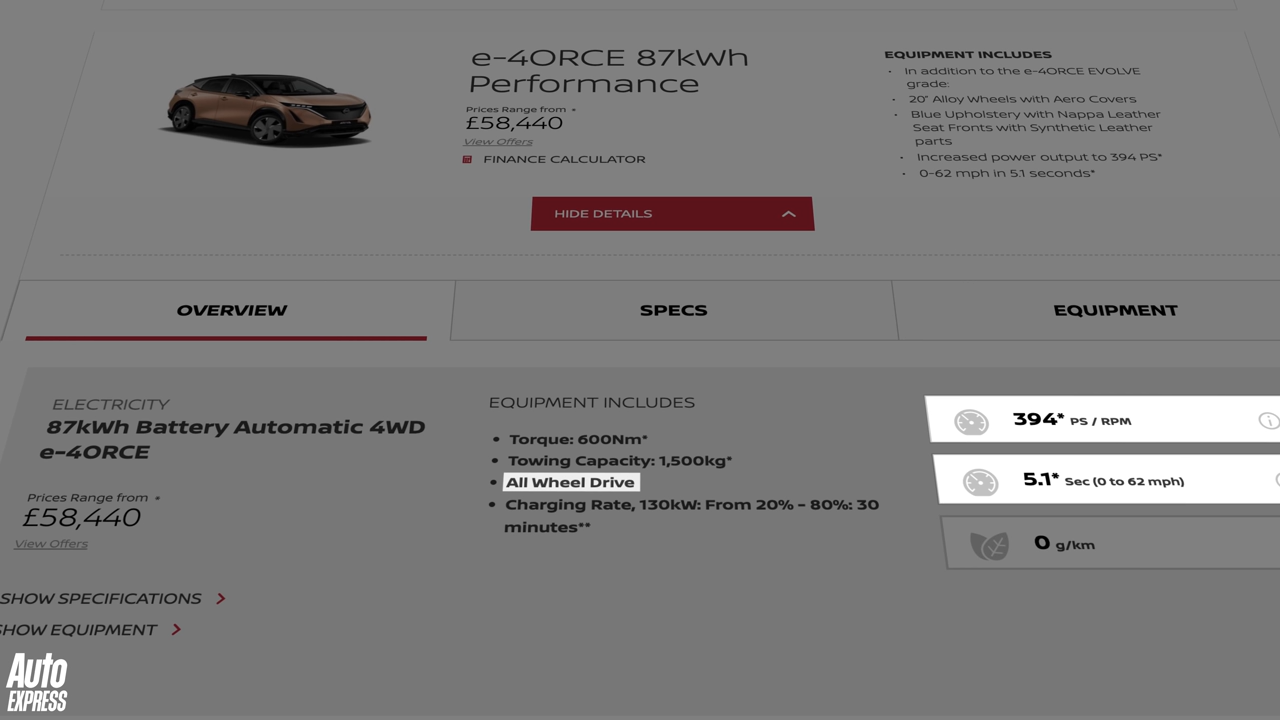 e-4ORCE 87kWh
Performance
Prices Range from *
£58,440
View Offers
FINANCE CALCULATOR
EQUIPMENT INCLUDES
• In addition to the e-4ORCE EVOLVE
grade:
• 20" Alloy Wheels with Aero Covers
• Blue Upholstery with Nappa Leather
Seat Fronts with Synthetic Leather
parts
• Increased power output to 394 PS*
• 0-62 mph in 5.1 seconds*
HIDE DETAILS
OVERVIEW
SPECS
EQUIPMENT
ELECTRICITY
87kWh Battery Automatic 4WD
e-4ORCE
Prices Range from *
£58,440
View Offers
EQUIPMENT INCLUDES
• Torque: 600Nm*
• Towing Capacity: 1,500kg*
• All Wheel Drive
• Charging Rate, 130kW: From 20% - 80%: 30
minutes**
394* PS / RPM
5.1* Sec (0 to 62 mph)
0 g/km
SHOW SPECIFICATIONS
SHOW EQUIPMENT
Auto
EXPRESS